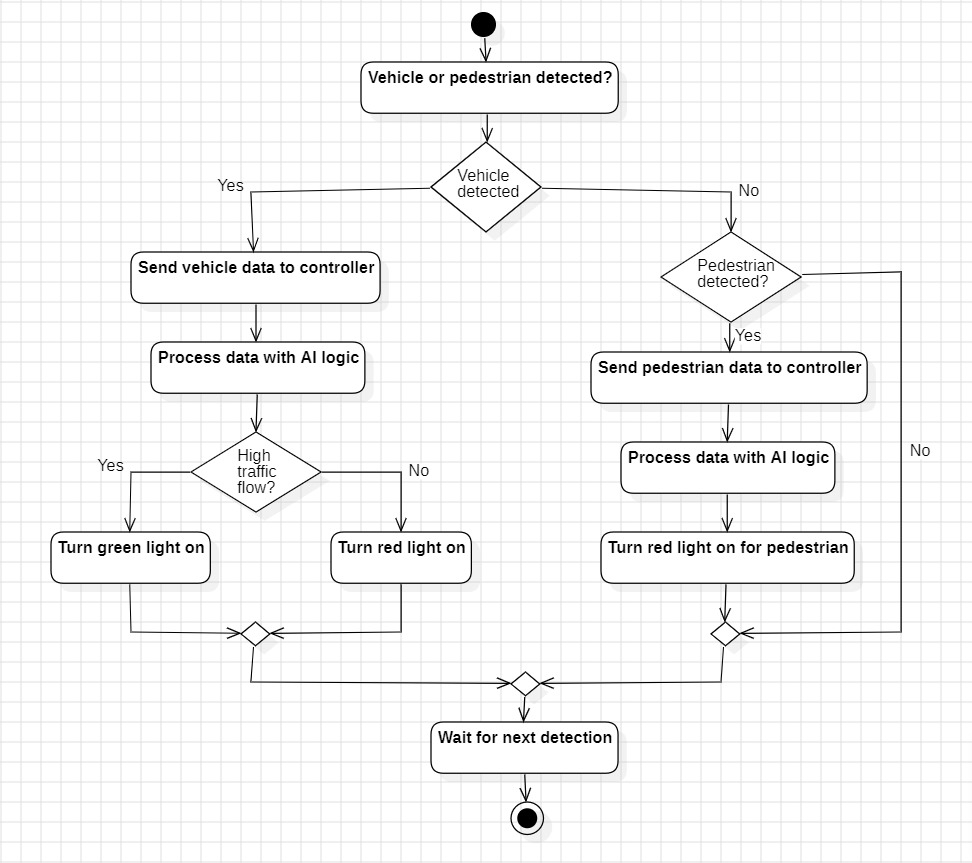 Vehicle or pedestrian detected?
Vehicle
detected
Yes
No
Send vehicle data to controller
Pedestrian
detected?
Yes
No
Process data with AI logic
Send pedestrian data to controller
High
traffic
flow?
Yes
No
Process data with AI logic
Turn green light on
Turn red light on
Turn red light on for pedestrian
Wait for next detection